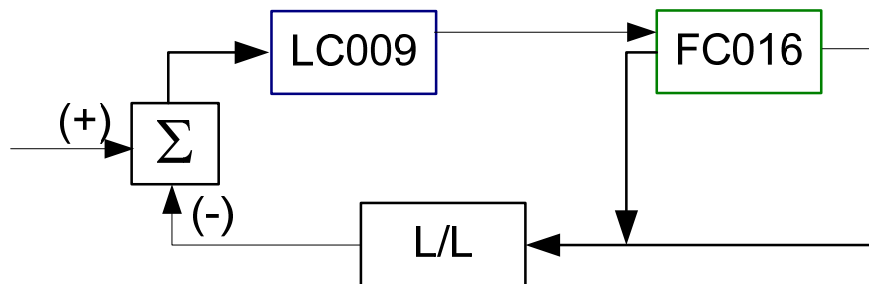 LC009
FC016
(+)
Σ
(-)
L/L